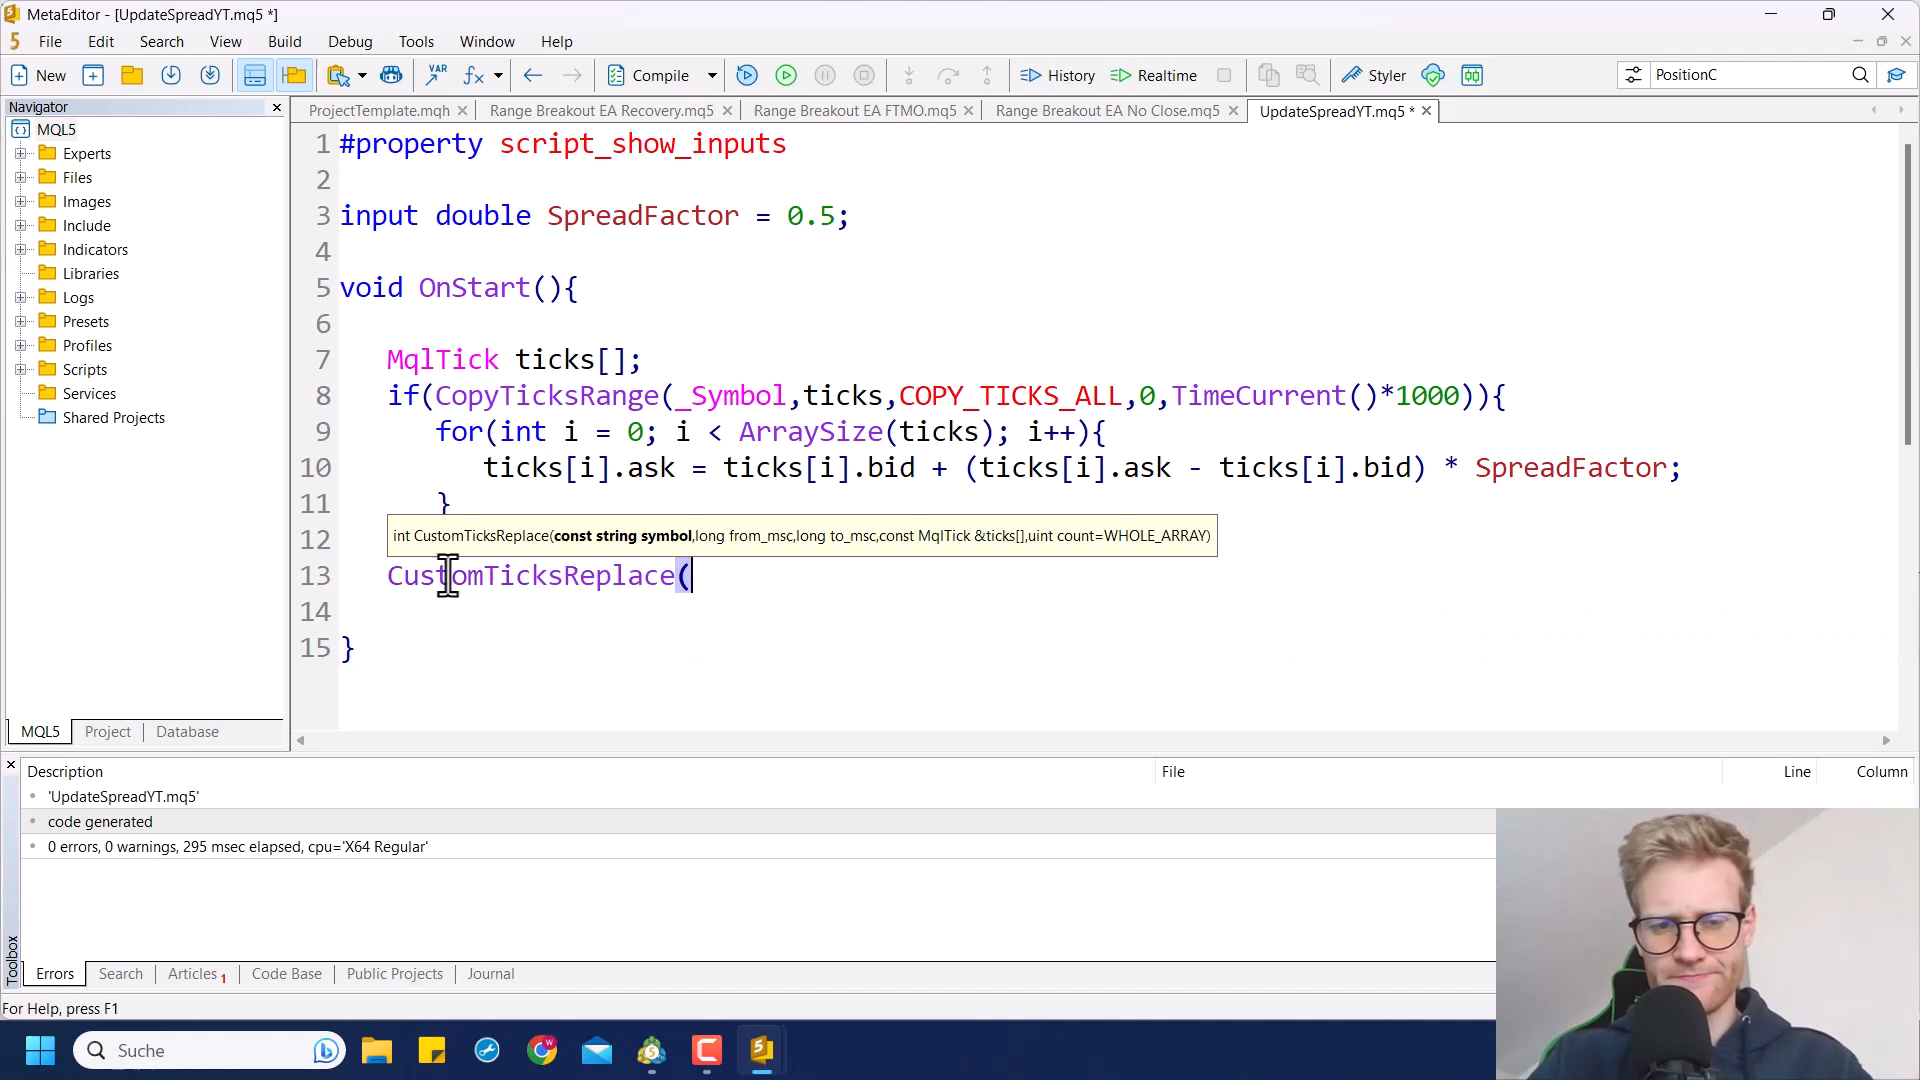 MetaEditor - [UpdateSpreadYT.mq5 *]
5 File Edit Search View Build Debug Tools Window Help
New Compile History Realtime Styler PositionC
Navigator
ProjectTemplate.mqh Range Breakout EA Recovery.mq5 Range Breakout EA FTMO.mq5 Range Breakout EA No Close.mq5 UpdateSpreadYT.mq5 *
MQL5
Experts
Files
Images
Include
Indicators
Libraries
Logs
Presets
Profiles
Scripts
Services
Shared Projects
MQL5 Project Database
1 #property script_show_inputs
2
3 input double SpreadFactor = 0.5;
4
5 void OnStart(){
6
7 MqlTick ticks[];
8 if(CopyTicksRange(_Symbol,ticks,COPY_TICKS_ALL,0,TimeCurrent()*1000)){
9 for(int i = 0; i < ArraySize(ticks); i++){
10 ticks[i].ask = ticks[i].bid + (ticks[i].ask - ticks[i].bid) * SpreadFactor;
11 }
12 int CustomTicksReplace(const string symbol,long from_msc,long to_msc,const MqlTick &ticks[],uint count=WHOLE_ARRAY)
13 CustomTicksReplace(
14
15 }
Description File Line Column
'UpdateSpreadYT.mq5'
code generated
0 errors, 0 warnings, 295 msec elapsed, cpu='X64 Regular'
Toolbox
Errors Search Articles 1 Code Base Public Projects Journal
For Help, press F1
Suche